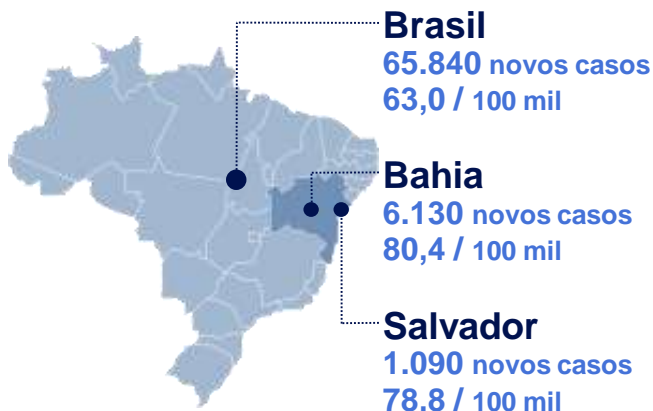 Brasil
65.840 novos casos
63,0 / 100 mil
Bahia
6.130 novos casos
80,4 / 100 mil
Salvador
1.090 novos casos
78,8 / 100 mil